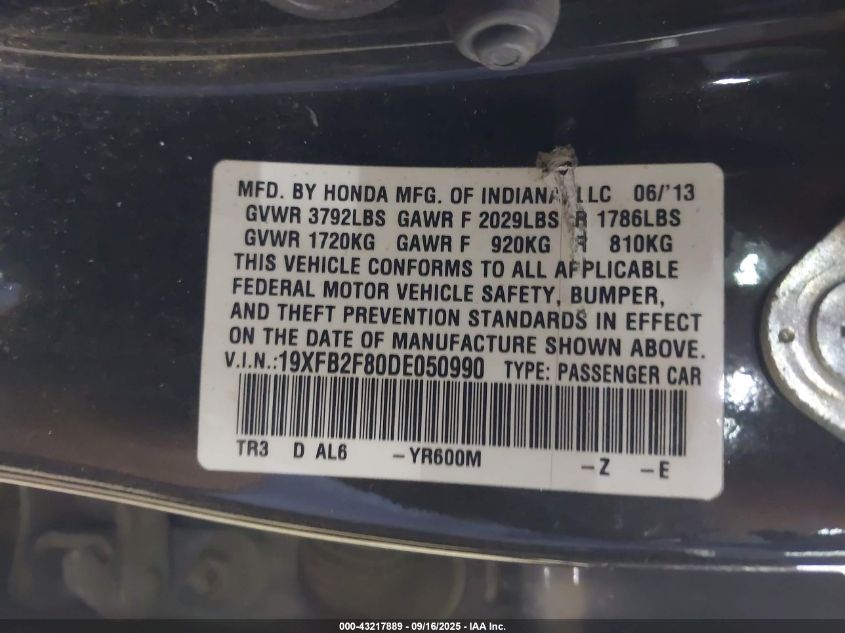 MFD. BY HONDA MFG. OF INDIANA, LLC 06/'13
GVWR 3792LBS GAWR F 2029LBS R 1786LBS
GVWR 1720KG GAWR F 920KG R 810KG
THIS VEHICLE CONFORMS TO ALL APPLICABLE
FEDERAL MOTOR VEHICLE SAFETY, BUMPER,
AND THEFT PREVENTION STANDARDS IN EFFECT
ON THE DATE OF MANUFACTURE SHOWN ABOVE.
V.I.N.:19XFB2F80DE050990 TYPE: PASSENGER CAR
TR3 D AL6 -YR600M -Z -E
000-43217889 - 09/16/2025 - IAA Inc.